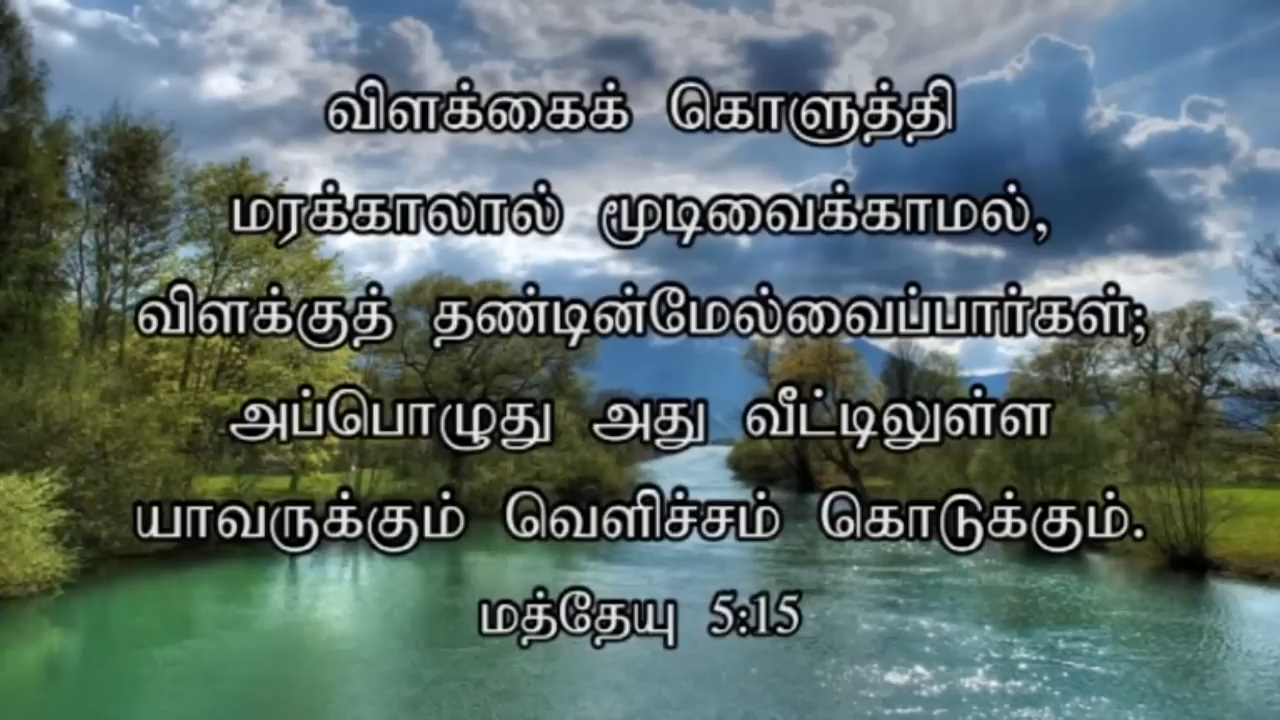 விளக்கைக் கொளுத்தி
மரக்காலால் மூடிவைக்காமல்,
விளக்குத் தண்டின்மேல்வைப்பார்கள்;
அப்பொழுது அது வீட்டிலுள்ள
யாவருக்கும் வெளிச்சம் கொடுக்கும்.
மத்தேயு 5:15